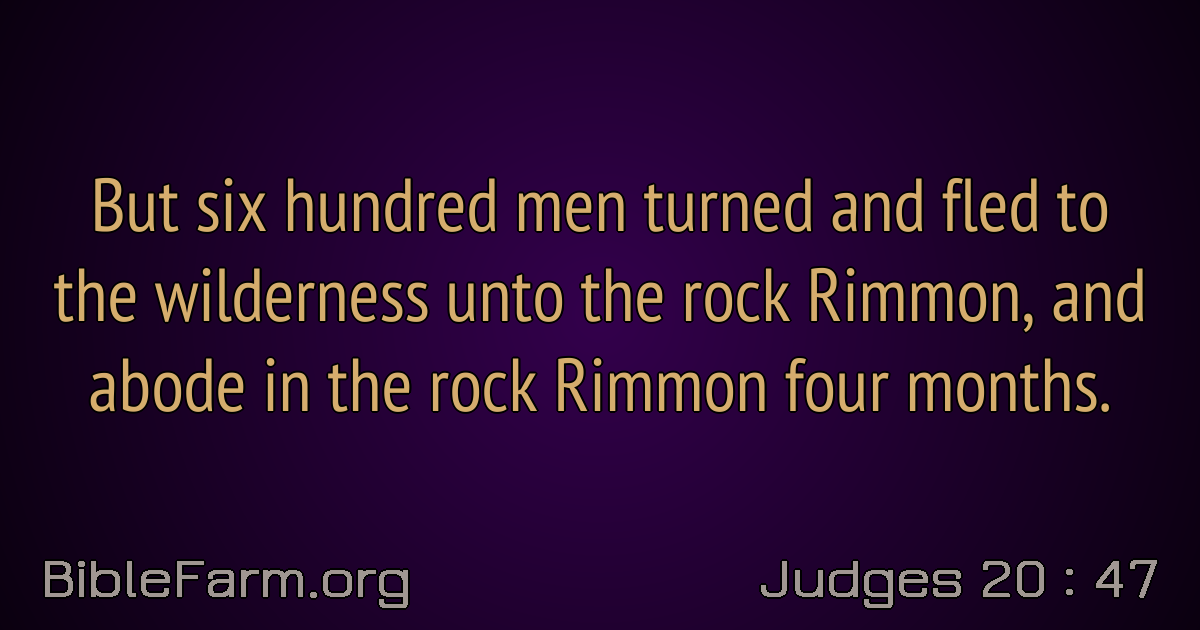 But six hundred men turned and fled to
the wilderness unto the rock Rimmon, and
abode in the rock Rimmon four months.
BibleFarm.org
Judges 20 : 47